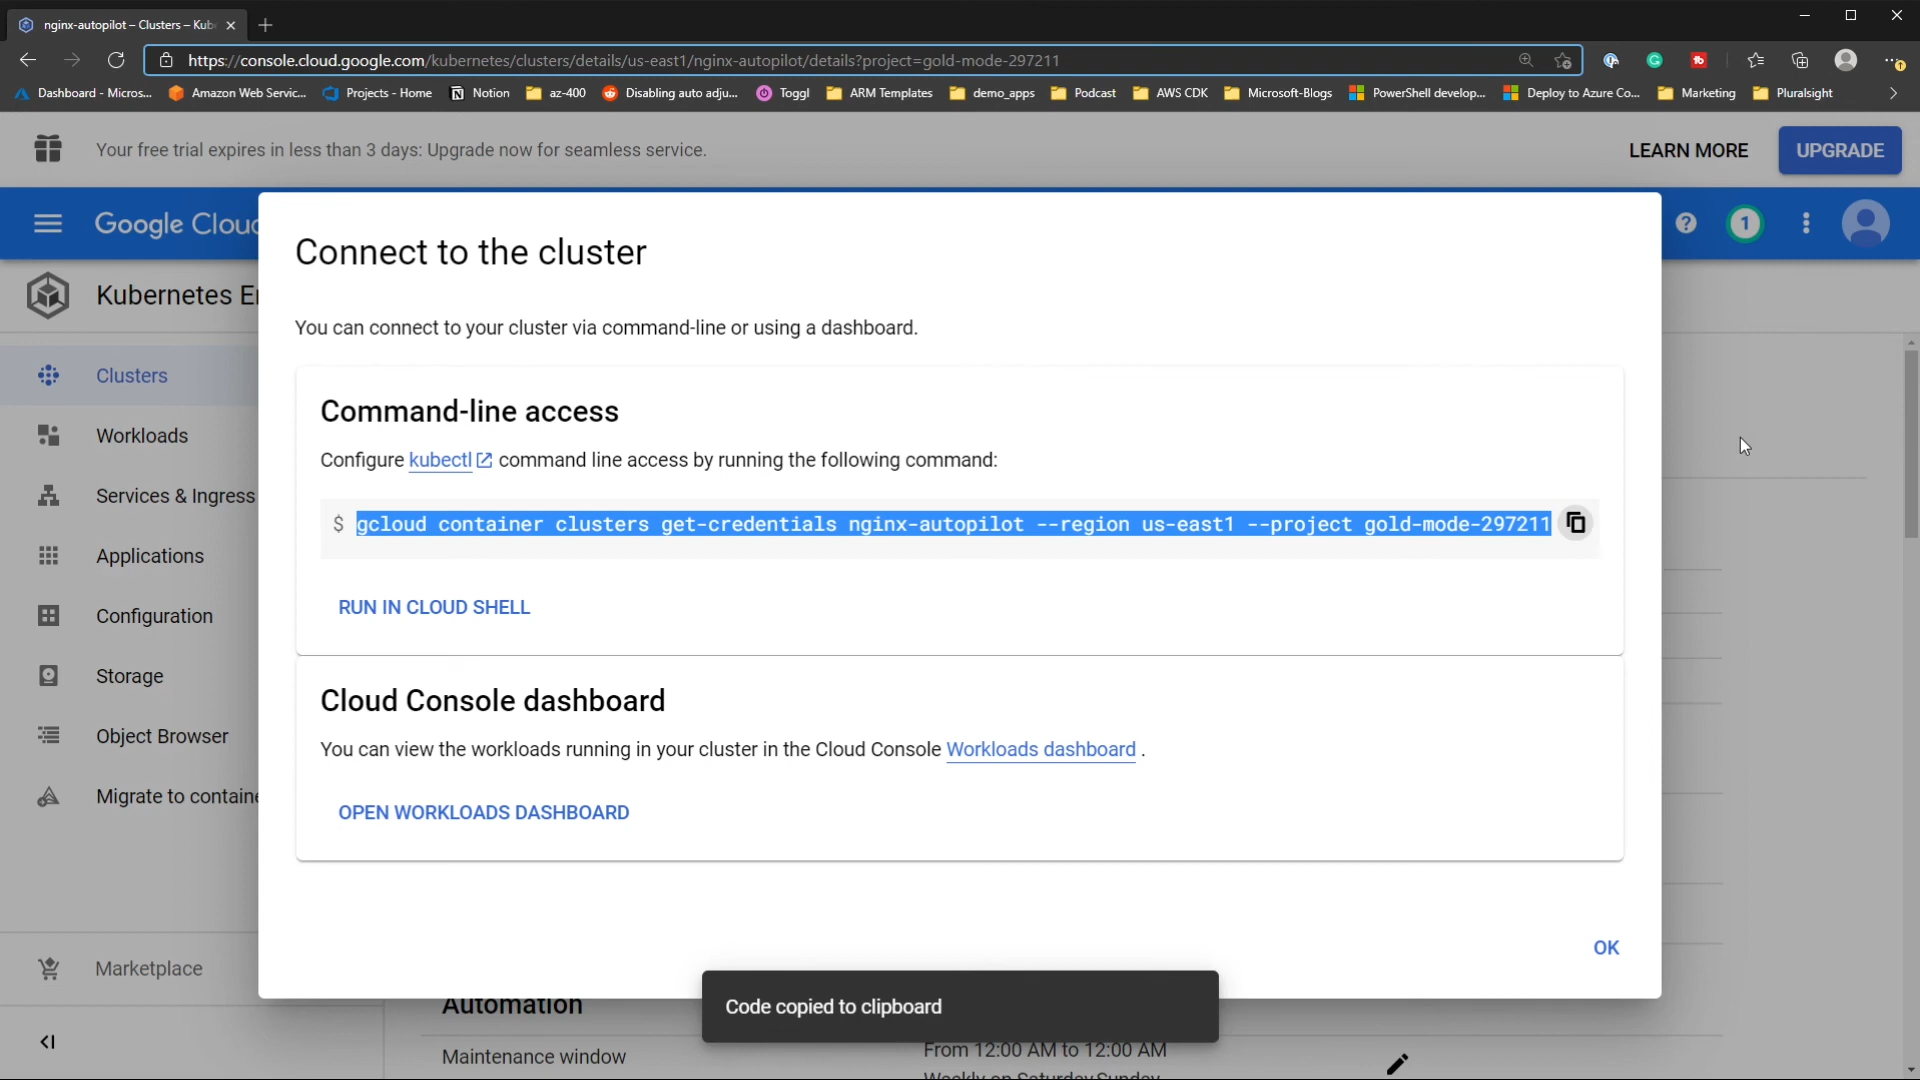 nginx-autopilot – Clusters – Kub
https://console.cloud.google.com/kubernetes/clusters/details/us-east1/nginx-autopilot/details?project=gold-mode-297211
Dashboard - Micros...
Amazon Web Servic...
Projects - Home
Notion
az-400
Disabling auto adju...
Toggl
ARM Templates
demo_apps
Podcast
AWS CDK
Microsoft-Blogs
PowerShell develop...
Deploy to Azure Co...
Marketing
Pluralsight
Your free trial expires in less than 3 days: Upgrade now for seamless service.
LEARN MORE
UPGRADE
Google Cloud
1
Kubernetes E
Clusters
Workloads
Services & Ingress
Applications
Configuration
Storage
Object Browser
Migrate to containe
Marketplace
Connect to the cluster
You can connect to your cluster via command-line or using a dashboard.
Command-line access
Configure kubectl command line access by running the following command:
$ gcloud container clusters get-credentials nginx-autopilot --region us-east1 --project gold-mode-297211
RUN IN CLOUD SHELL
Cloud Console dashboard
You can view the workloads running in your cluster in the Cloud Console Workloads dashboard .
OPEN WORKLOADS DASHBOARD
OK
Code copied to clipboard
Automation
Maintenance window
From 12:00 AM to 12:00 AM
Weekly on Saturday Sunday